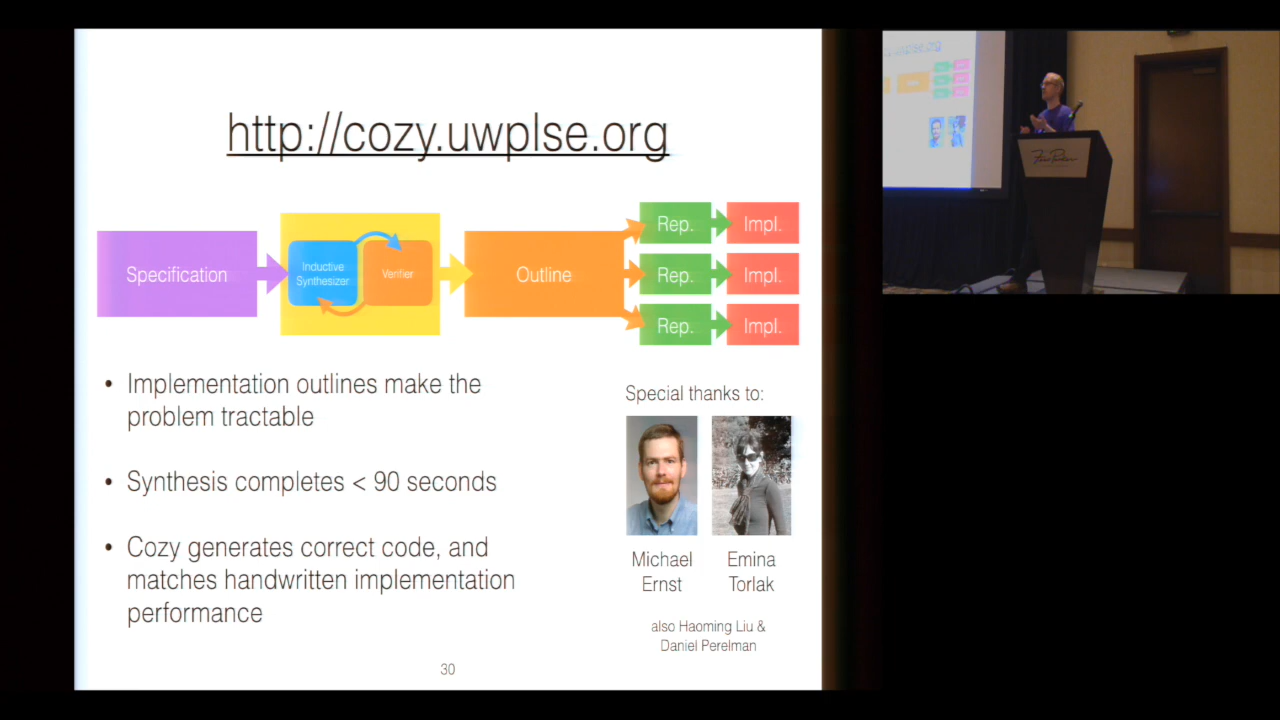 http://cozy.uwplse.org
Specification
Inductive
Synthesizer
Verifier
Outline
Rep.
Impl.
Rep.
Impl.
Rep.
Impl.
• Implementation outlines make the
problem tractable
• Synthesis completes < 90 seconds
• Cozy generates correct code, and
matches handwritten implementation
performance
Special thanks to:
Michael
Ernst
Emina
Torlak
also Haoming Liu &
Daniel Perelman
30